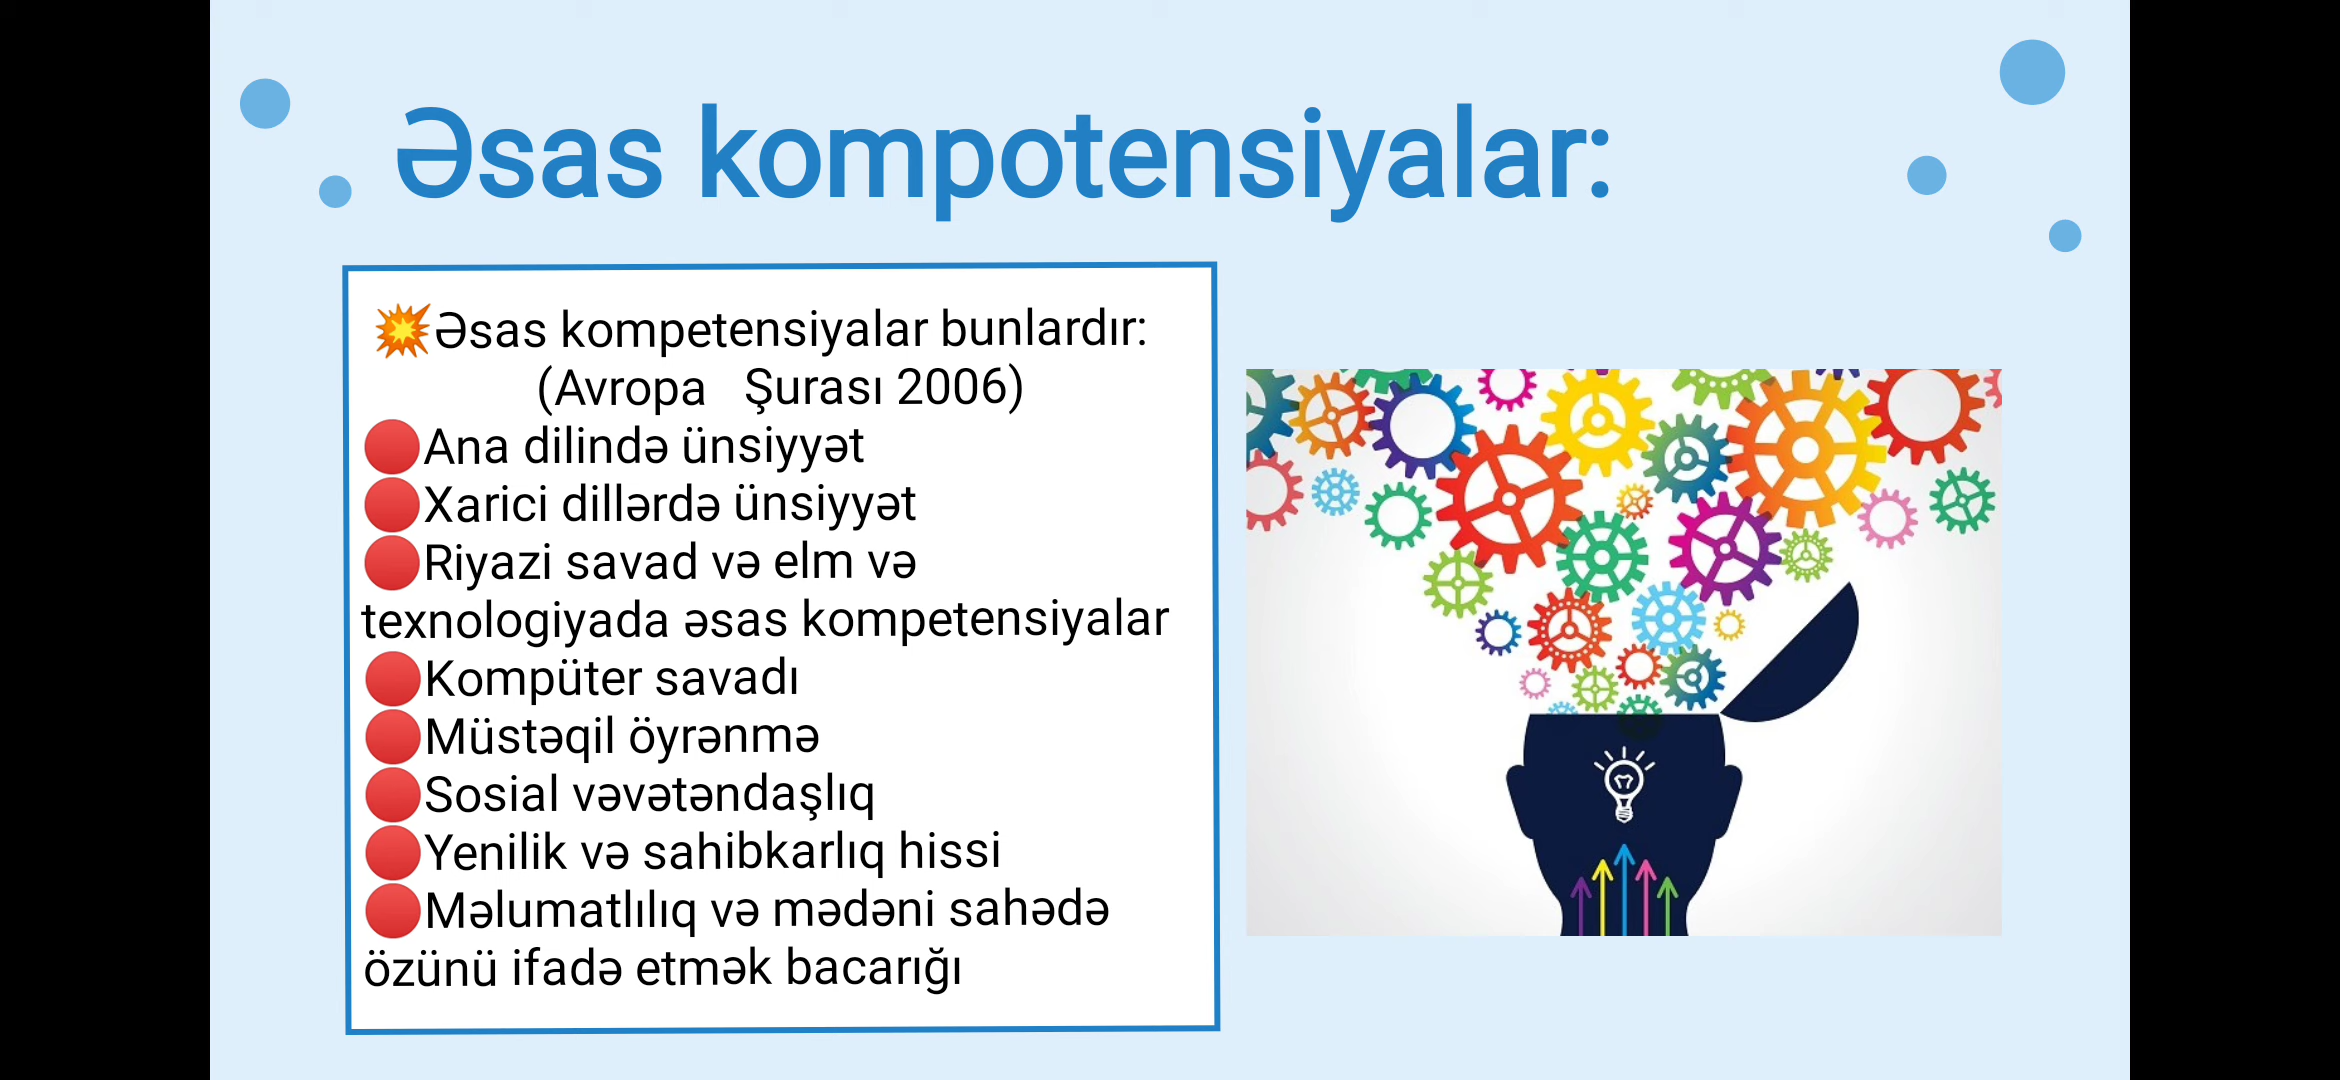 Əsas kompotensiyalar:
💥Əsas kompetensiyalar bunlardır:
(Avropa Şurası 2006)
🔴Ana dilində ünsiyyət
🔴Xarici dillərdə ünsiyyət
🔴Riyazi savad və elm və
texnologiyada əsas kompetensiyalar
🔴Kompüter savadı
🔴Müstəqil öyrənmə
🔴Sosial vəvətəndaşlıq
🔴Yenilik və sahibkarlıq hissi
🔴Məlumatlılıq və mədəni sahədə
özünü ifadə etmək bacarığı